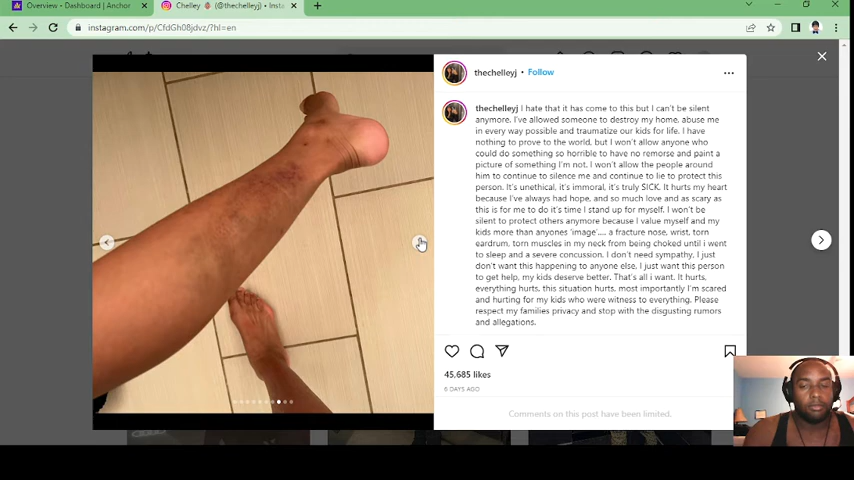 Overview - Dashboard | Anchor
Chelley (@thechelleyj) • Insta
instagram.com/p/CfdGh08jdvz/?hl=en
thechelleyj • Follow
thechelleyj I hate that it has come to this but I can't be silent
anymore. I've allowed someone to destroy my home, abuse me
in every way possible and traumatize our kids for life. I have
nothing to prove to the world, but I won't allow anyone who
could do something so horrible to have no remorse and paint a
picture of something I'm not. I won't allow the people around
him to continue to silence me and continue to lie to protect this
person. It's unethical, it's immoral, it's truly SICK. It hurts my heart
because I've always had hope, and so much love and as scary as
this is for me to do it's time I stand up for myself. I won't be
silent to protect others anymore because I value myself and my
kids more than anyones 'image'.... a fracture nose, wrist, torn
eardrum, torn muscles in my neck from being choked until i went
to sleep and a severe concussion. I don't need sympathy, I just
don't want this happening to anyone else, I just want this person
to get help, my kids deserve better. That's all i want. It hurts,
everything hurts, this situation hurts, most importantly I'm scared
and hurting for my kids who were witness to everything. Please
respect my families privacy and stop with the disgusting rumors
and allegations.
45,685 likes
6 DAYS AGO
Comments on this post have been limited.